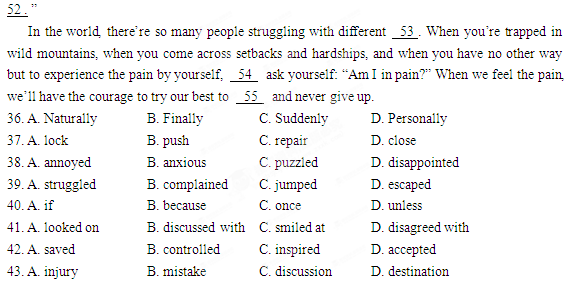 52 . ”
In the world, there’re so many people struggling with different 53 . When you’re trapped in
wild mountains, when you come across setbacks and hardships, and when you have no other way
but to experience the pain by yourself, 54 ask yourself: “Am I in pain?” When we feel the pain,
we’ll have the courage to try our best to 55 and never give up.
36. A. Naturally B. Finally C. Suddenly D. Personally
37. A. lock B. push C. repair D. close
38. A. annoyed B. anxious C. puzzled D. disappointed
39. A. struggled B. complained C. jumped D. escaped
40. A. if B. because C. once D. unless
41. A. looked on B. discussed with C. smiled at D. disagreed with
42. A. saved B. controlled C. inspired D. accepted
43. A. injury B. mistake C. discussion D. destination